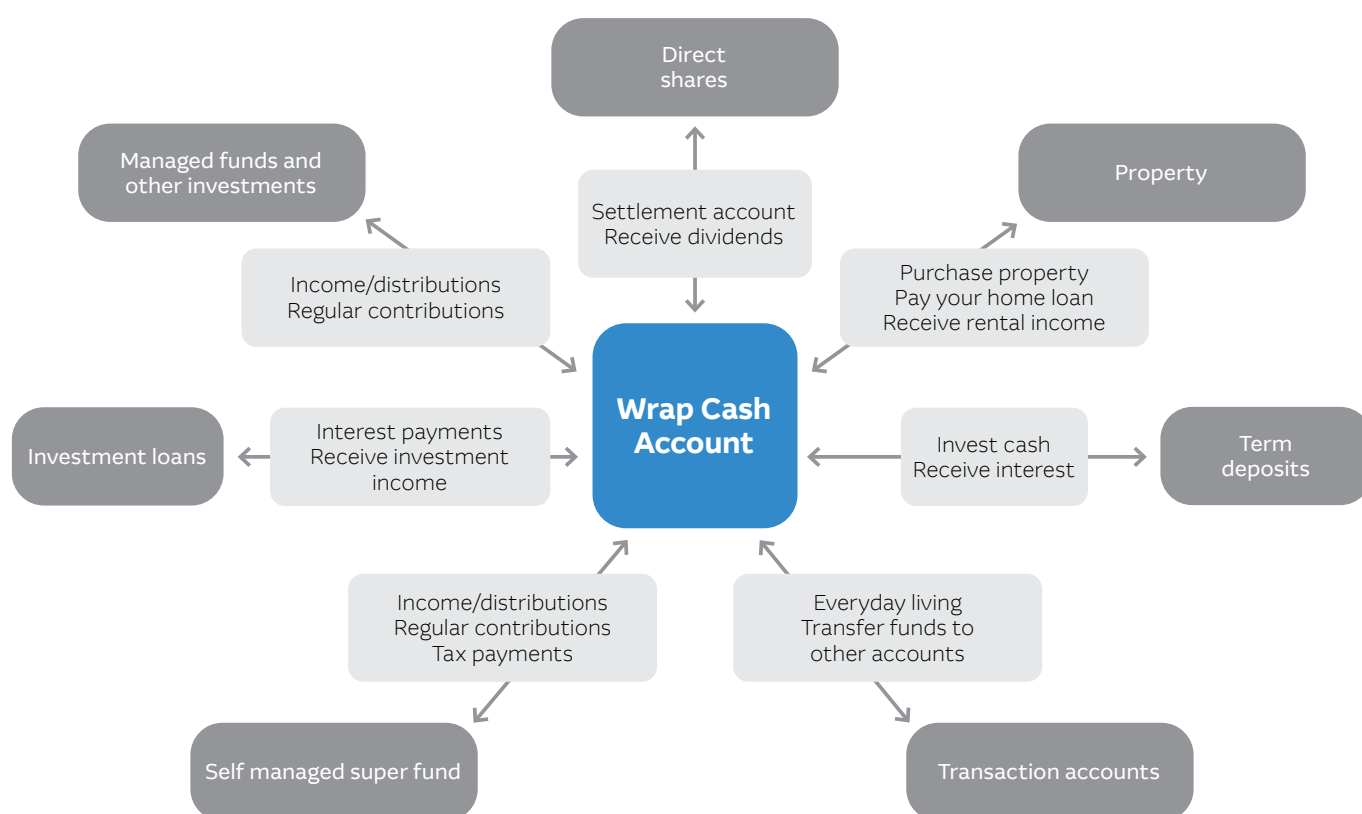 Direct
shares
Managed funds and
other investments
Property
Settlement account
Receive dividends
Income/distributions
Regular contributions
Purchase property
Pay your home loan
Receive rental income
Wrap Cash
Account
Investment loans
Interest payments
Receive investment
income
Invest cash
Receive interest
Term
deposits
Income/distributions
Regular contributions
Tax payments
Everyday living
Transfer funds to
other accounts
Self managed super fund
Transaction accounts